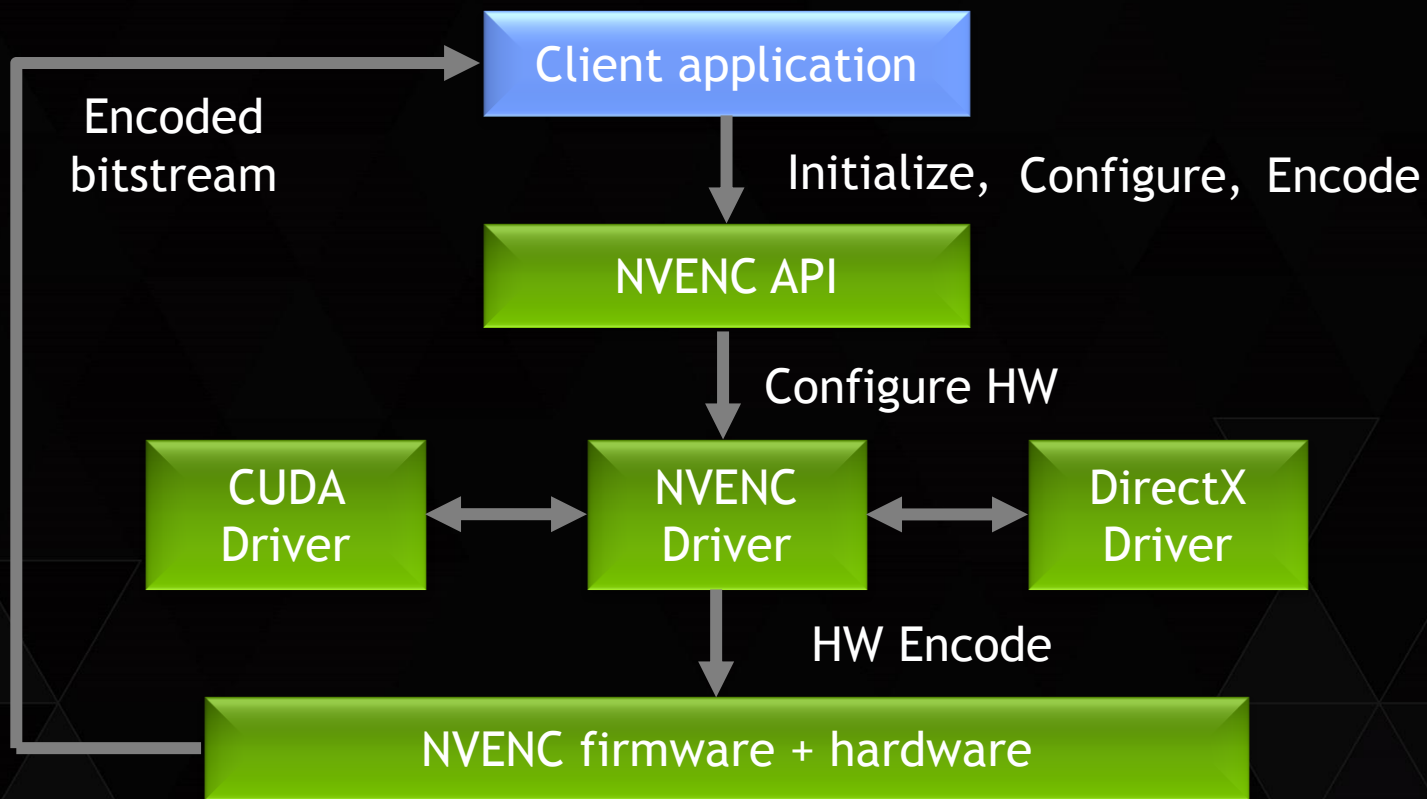 Client application
Encoded
bitstream
Initialize, Configure, Encode
NVENC API
Configure HW
CUDA
Driver
NVENC
Driver
DirectX
Driver
HW Encode
NVENC firmware + hardware